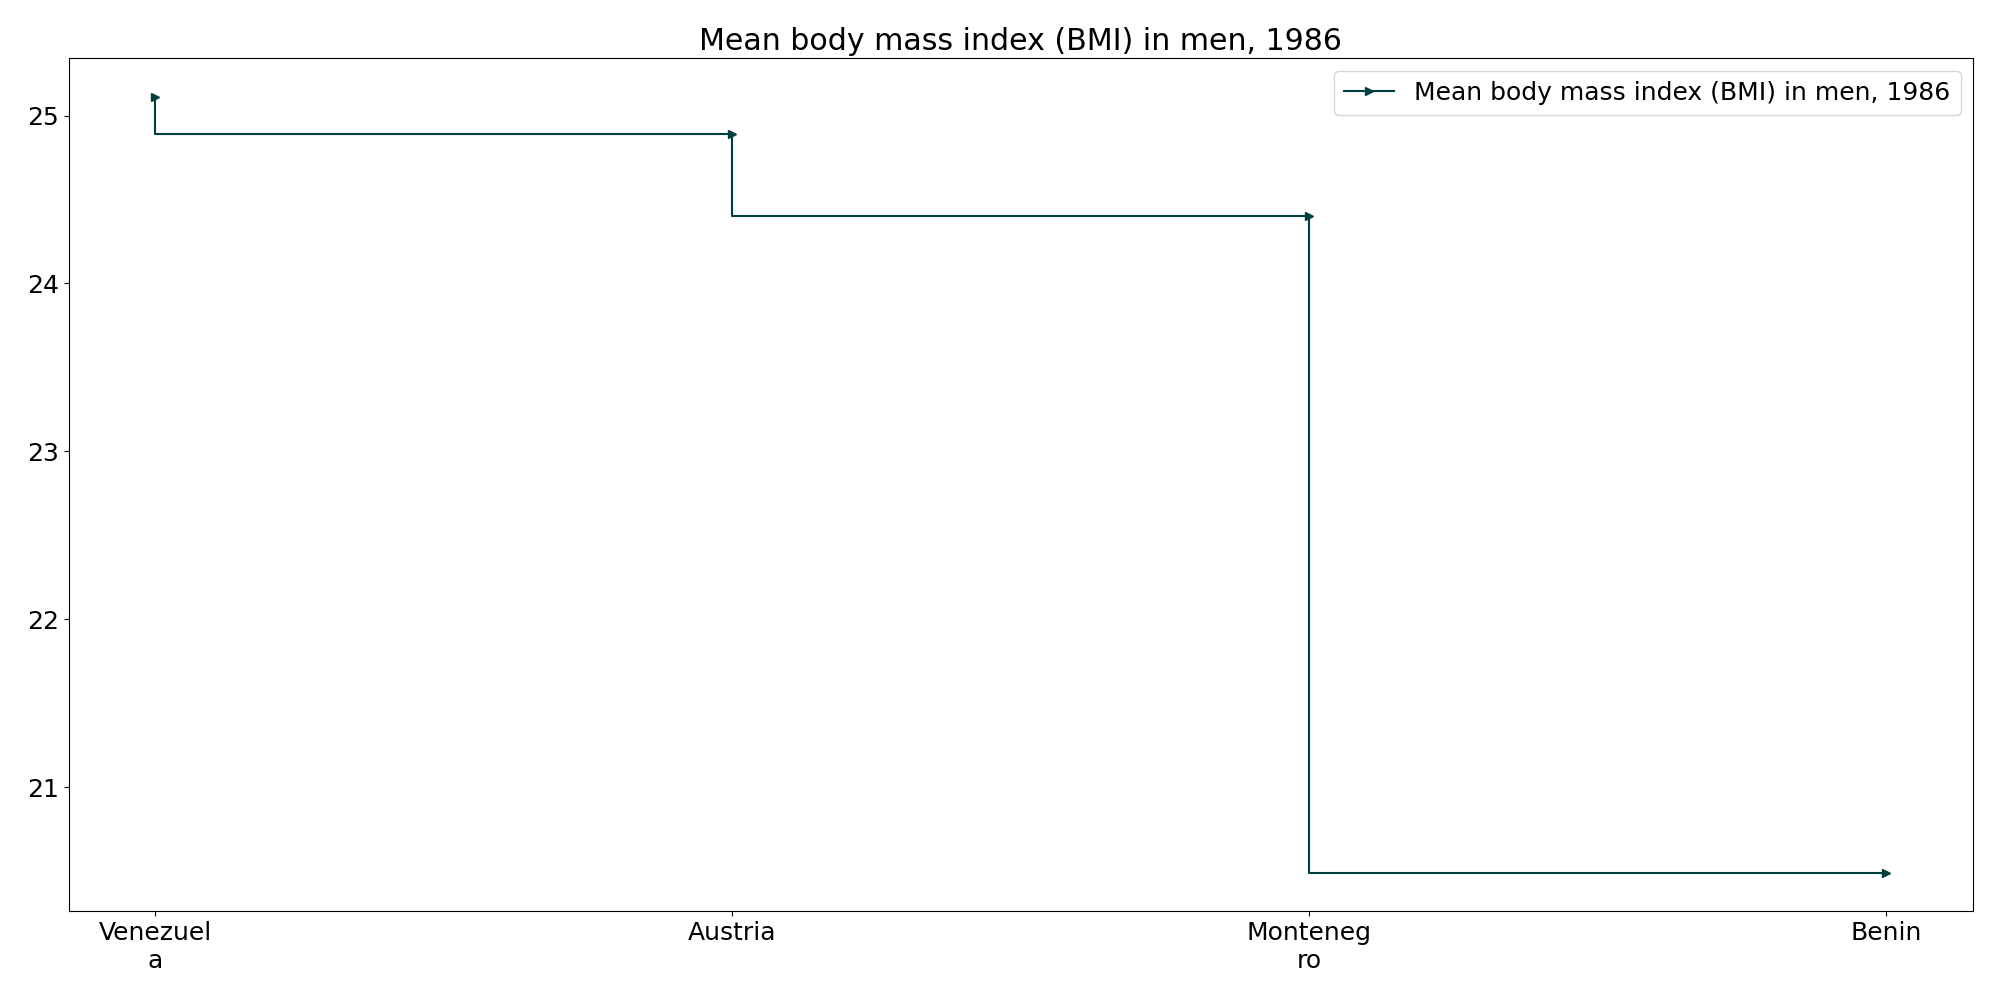 Mean body mass index (BMI) in men, 1986
Mean body mass index (BMI) in men, 1986
25
24
23
22
21
Venezuel
a
Austria
Monteneg
ro
Benin